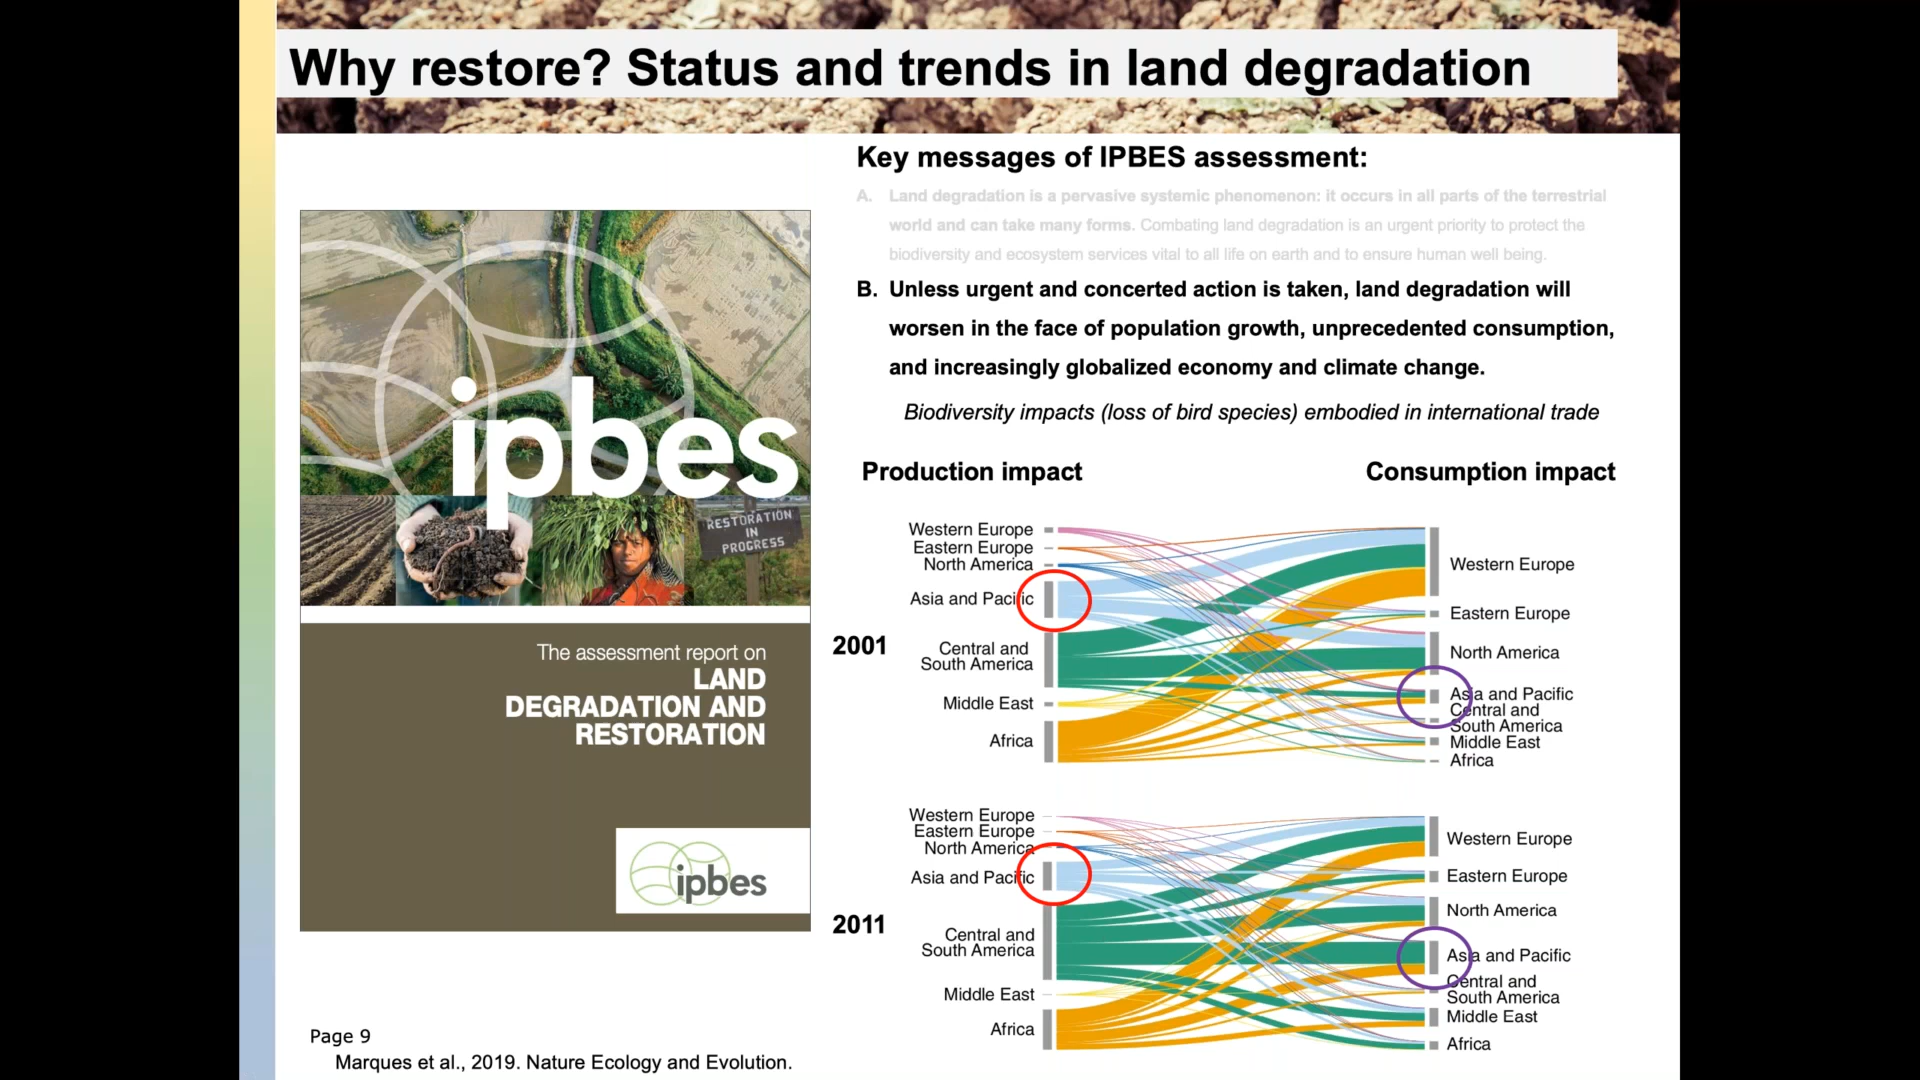 Why restore? Status and trends in land degradation
Key messages of IPBES assessment:
A. Land degradation is a pervasive systemic phenomenon: it occurs in all parts of the terrestrial
world and can take many forms. Combating land degradation is an urgent priority to protect the
biodiversity and ecosystem services vital to all life on earth and to ensure human well being.
B. Unless urgent and concerted action is taken, land degradation will
worsen in the face of population growth, unprecedented consumption,
and increasingly globalized economy and climate change.
Biodiversity impacts (loss of bird species) embodied in international trade
ipbes
RESTORATION
IN
PROGRESS
The assessment report on
LAND
DEGRADATION AND
RESTORATION
ipbes
Production impact
Consumption impact
2001
Western Europe
Eastern Europe
North America
Asia and Pacific
Central and
South America
Middle East
Africa
Western Europe
Eastern Europe
North America
Asia and Pacific
Central and
South America
Middle East
Africa
2011
Western Europe
Eastern Europe
North America
Asia and Pacific
Central and
South America
Middle East
Africa
Western Europe
Eastern Europe
North America
Asia and Pacific
Central and
South America
Middle East
Africa
Page 9
Marques et al., 2019. Nature Ecology and Evolution.